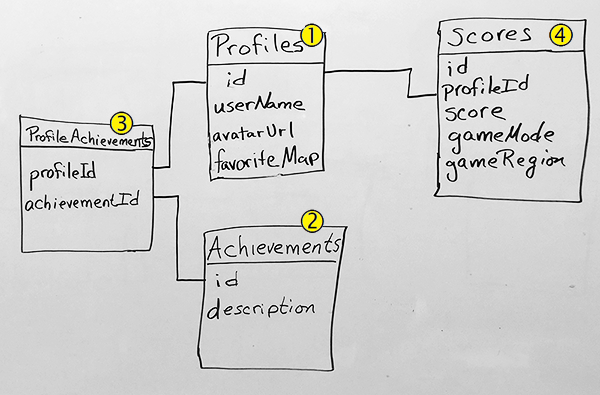 Profiles 1
id
userName
avatarUrl
favoriteMap
Scores 4
id
profileId
score
gameMode
gameRegion
3
ProfileAchievements
profileId
achievementId
2
Achievements
id
description